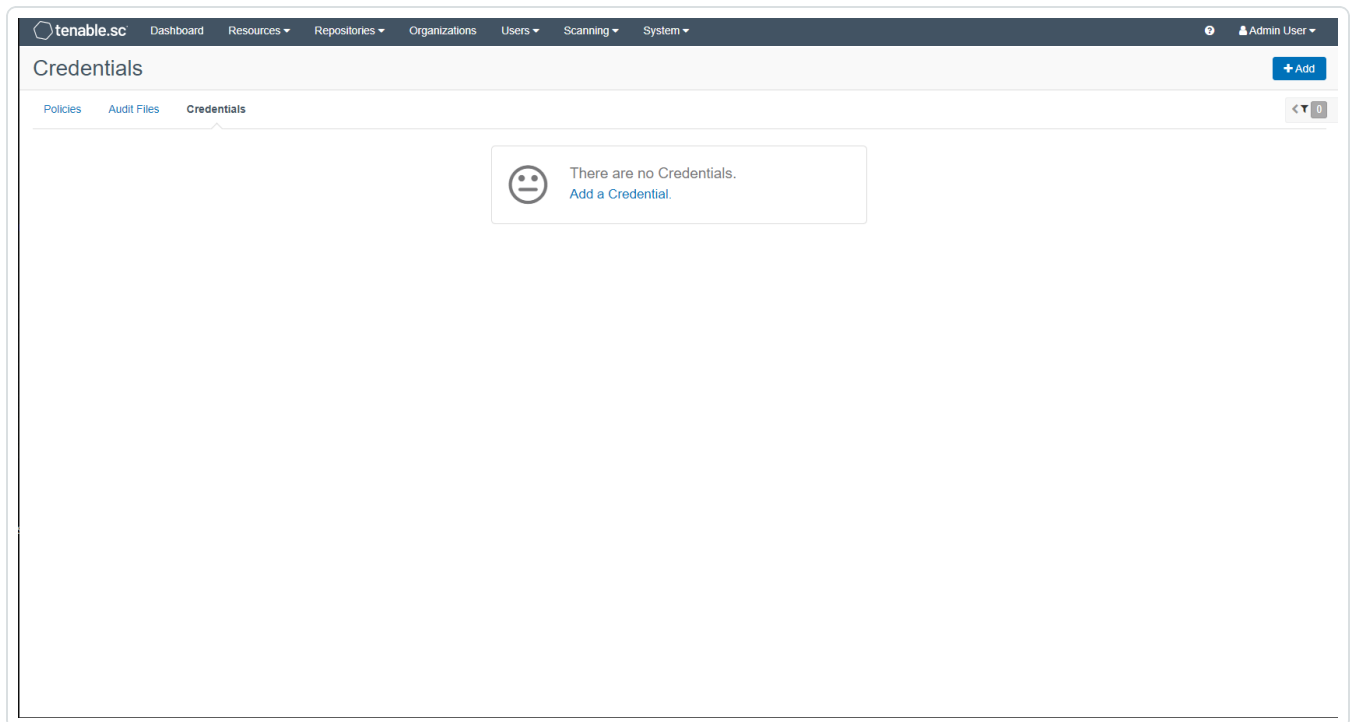 tenable.sc Dashboard Resources Repositories Organizations Users Scanning System ? Admin User
Credentials + Add
Policies Audit Files Credentials 0
There are no Credentials.
Add a Credential.